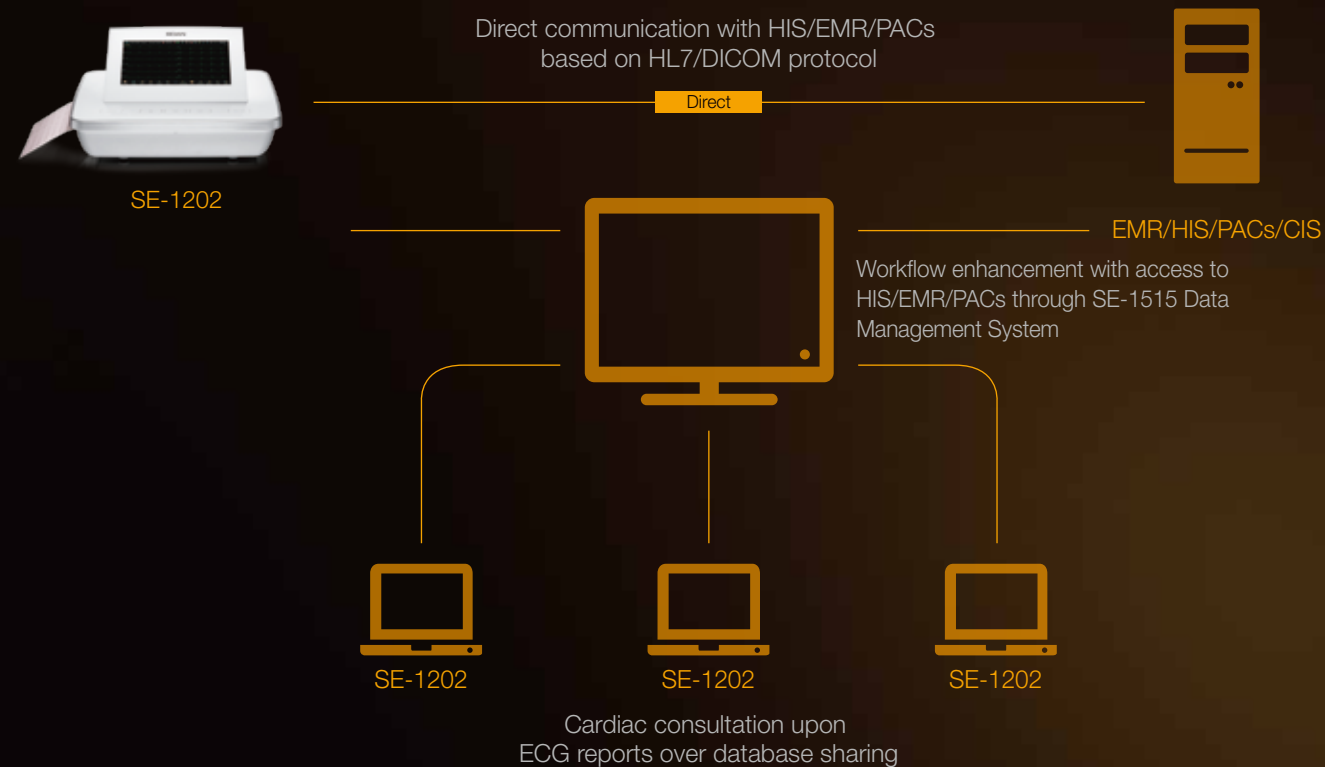 Direct communication with HIS/EMR/PACs
based on HL7/DICOM protocol
Direct
SE-1202
EMR/HIS/PACs/CIS
Workflow enhancement with access to
HIS/EMR/PACs through SE-1515 Data
Management System
SE-1202
SE-1202
SE-1202
Cardiac consultation upon
ECG reports over database sharing